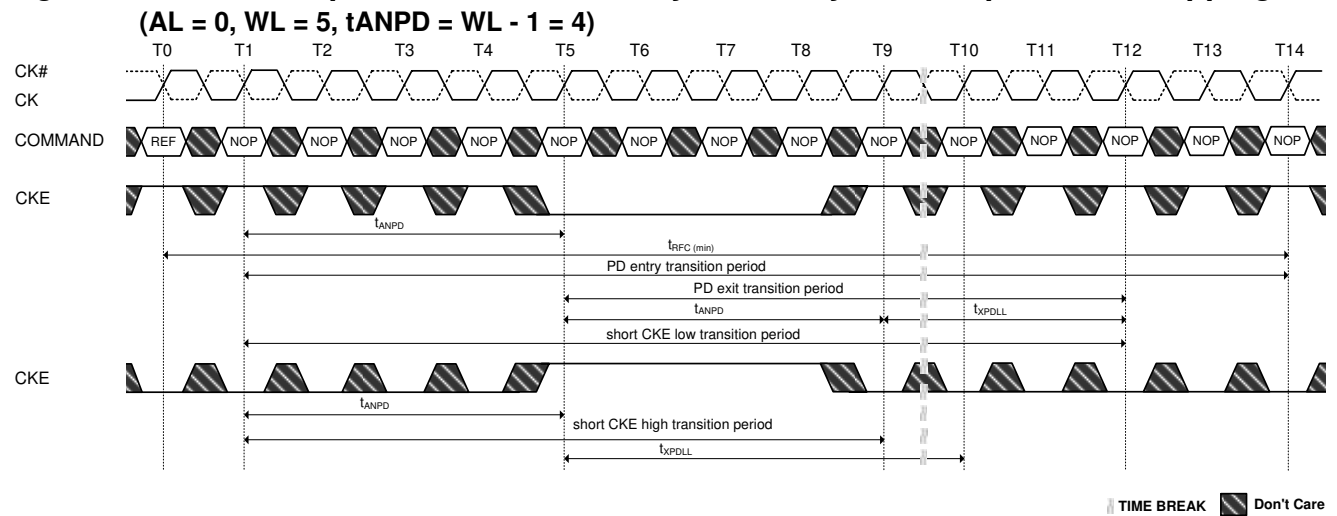 (AL = 0, WL = 5, tANPD = WL - 1 = 4)
T0 T1 T2 T3 T4 T5 T6 T7 T8 T9 T10 T11 T12 T13 T14
CK#
CK
COMMAND REF NOP NOP NOP NOP NOP NOP NOP NOP NOP NOP NOP NOP NOP NOP
CKE
tANPD
tRFC (min)
PD entry transition period
PD exit transition period
tANPD tXPDLL
short CKE low transition period
CKE
tANPD
short CKE high transition period
tXPDLL
TIME BREAK Don't Care